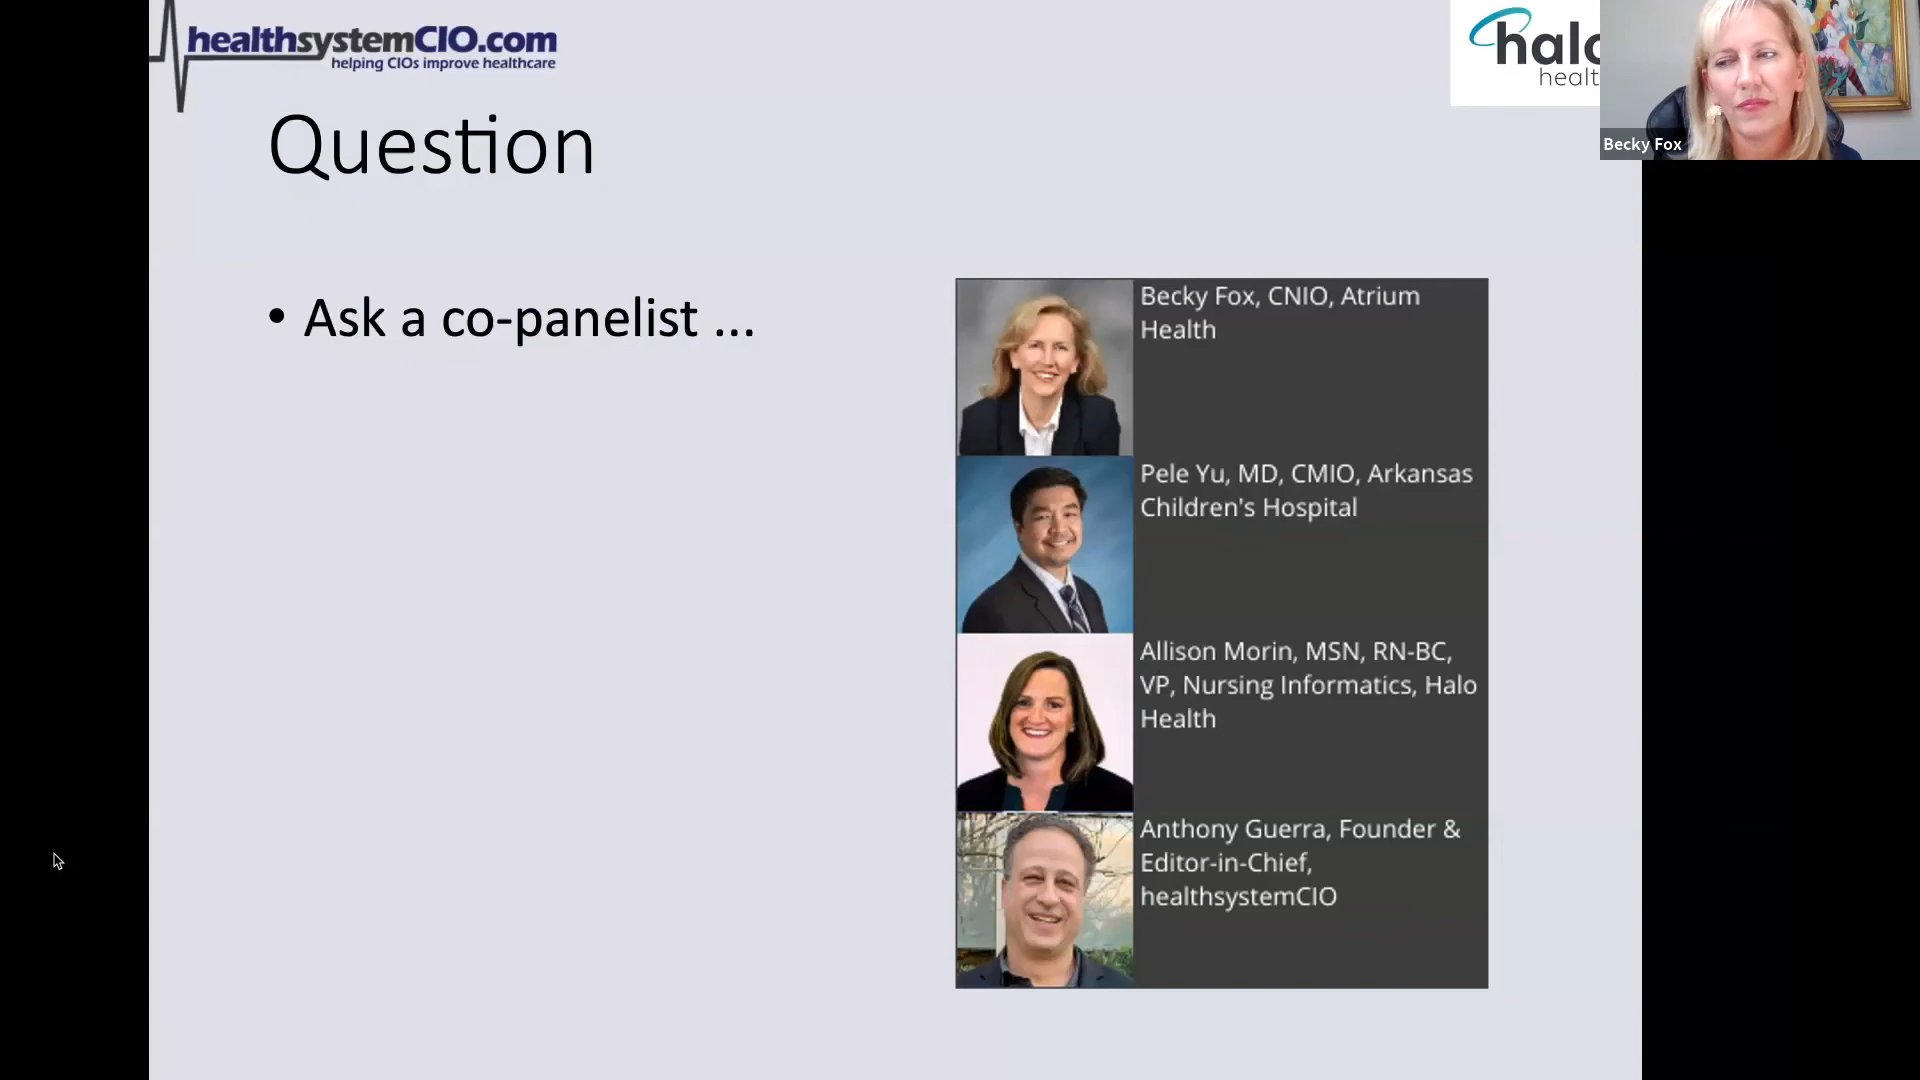 healthsystemCIO.com
helping CIOs improve healthcare
Becky Fox
Question
• Ask a co-panelist ...
Becky Fox, CNIO, Atrium
Health
Pele Yu, MD, CMIO, Arkansas
Children's Hospital
Allison Morin, MSN, RN-BC,
VP, Nursing Informatics, Halo
Health
Anthony Guerra, Founder &
Editor-in-Chief,
healthsystemCIO